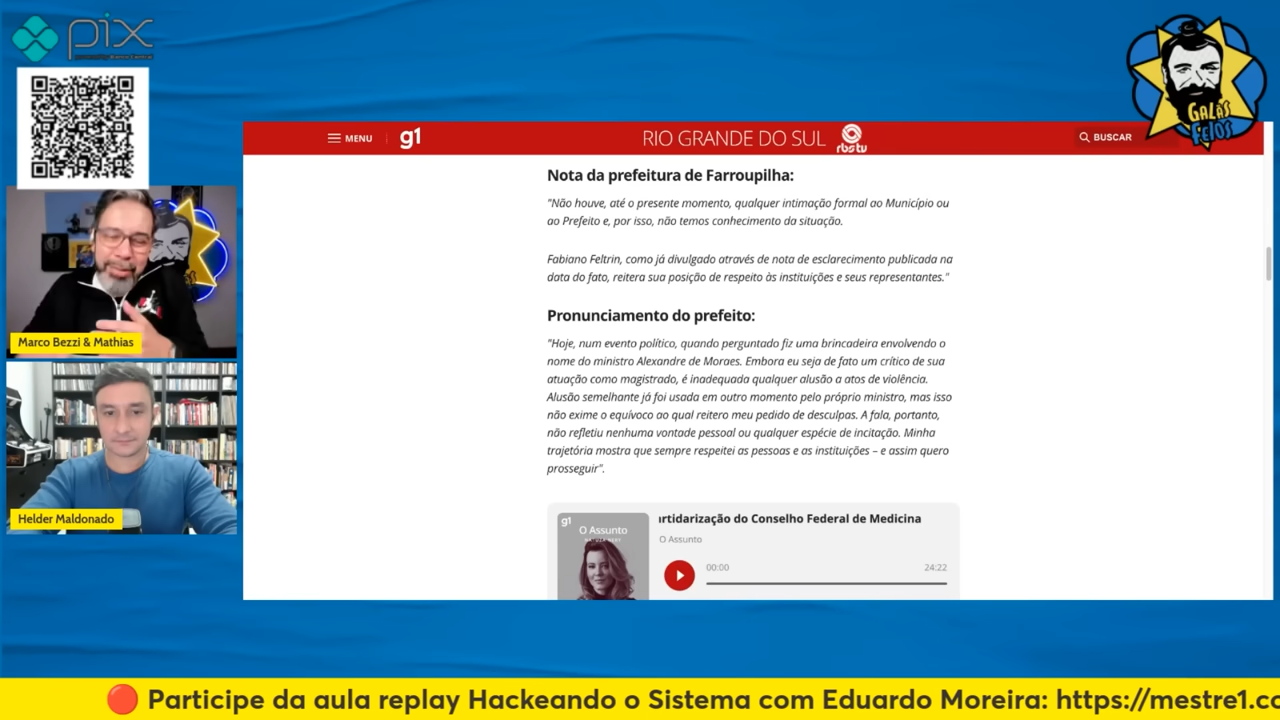 pix
GALÃS
FEIOS
MENU
g1
RIO GRANDE DO SUL
rbstv
BUSCAR
Nota da prefeitura de Farroupilha:
"Não houve, até o presente momento, qualquer intimação formal ao Município ou
ao Prefeito e, por isso, não temos conhecimento da situação.
Fabiano Feltrin, como já divulgado através de nota de esclarecimento publicada na
data do fato, reitera sua posição de respeito às instituições e seus representantes."
Pronunciamento do prefeito:
"Hoje, num evento político, quando perguntado fiz uma brincadeira envolvendo o
nome do ministro Alexandre de Moraes. Embora eu seja de fato um crítico de sua
atuação como magistrado, é inadequada qualquer alusão a atos de violência.
Alusão semelhante já foi usada em outro momento pelo próprio ministro, mas isso
não exime o equívoco ao qual reitero meu pedido de desculpas. A fala, portanto,
não refletiu nenhuma vontade pessoal ou qualquer espécie de incitação. Minha
trajetória mostra que sempre respeitei as pessoas e as instituições – e assim quero
prosseguir".
g1
O Assunto
artidarização do Conselho Federal de Medicina
O Assunto
00:00
24:22
Marco Bezzi & Mathias
Helder Maldonado
Participe da aula replay Hackeando o Sistema com Eduardo Moreira: https://mestre1.co